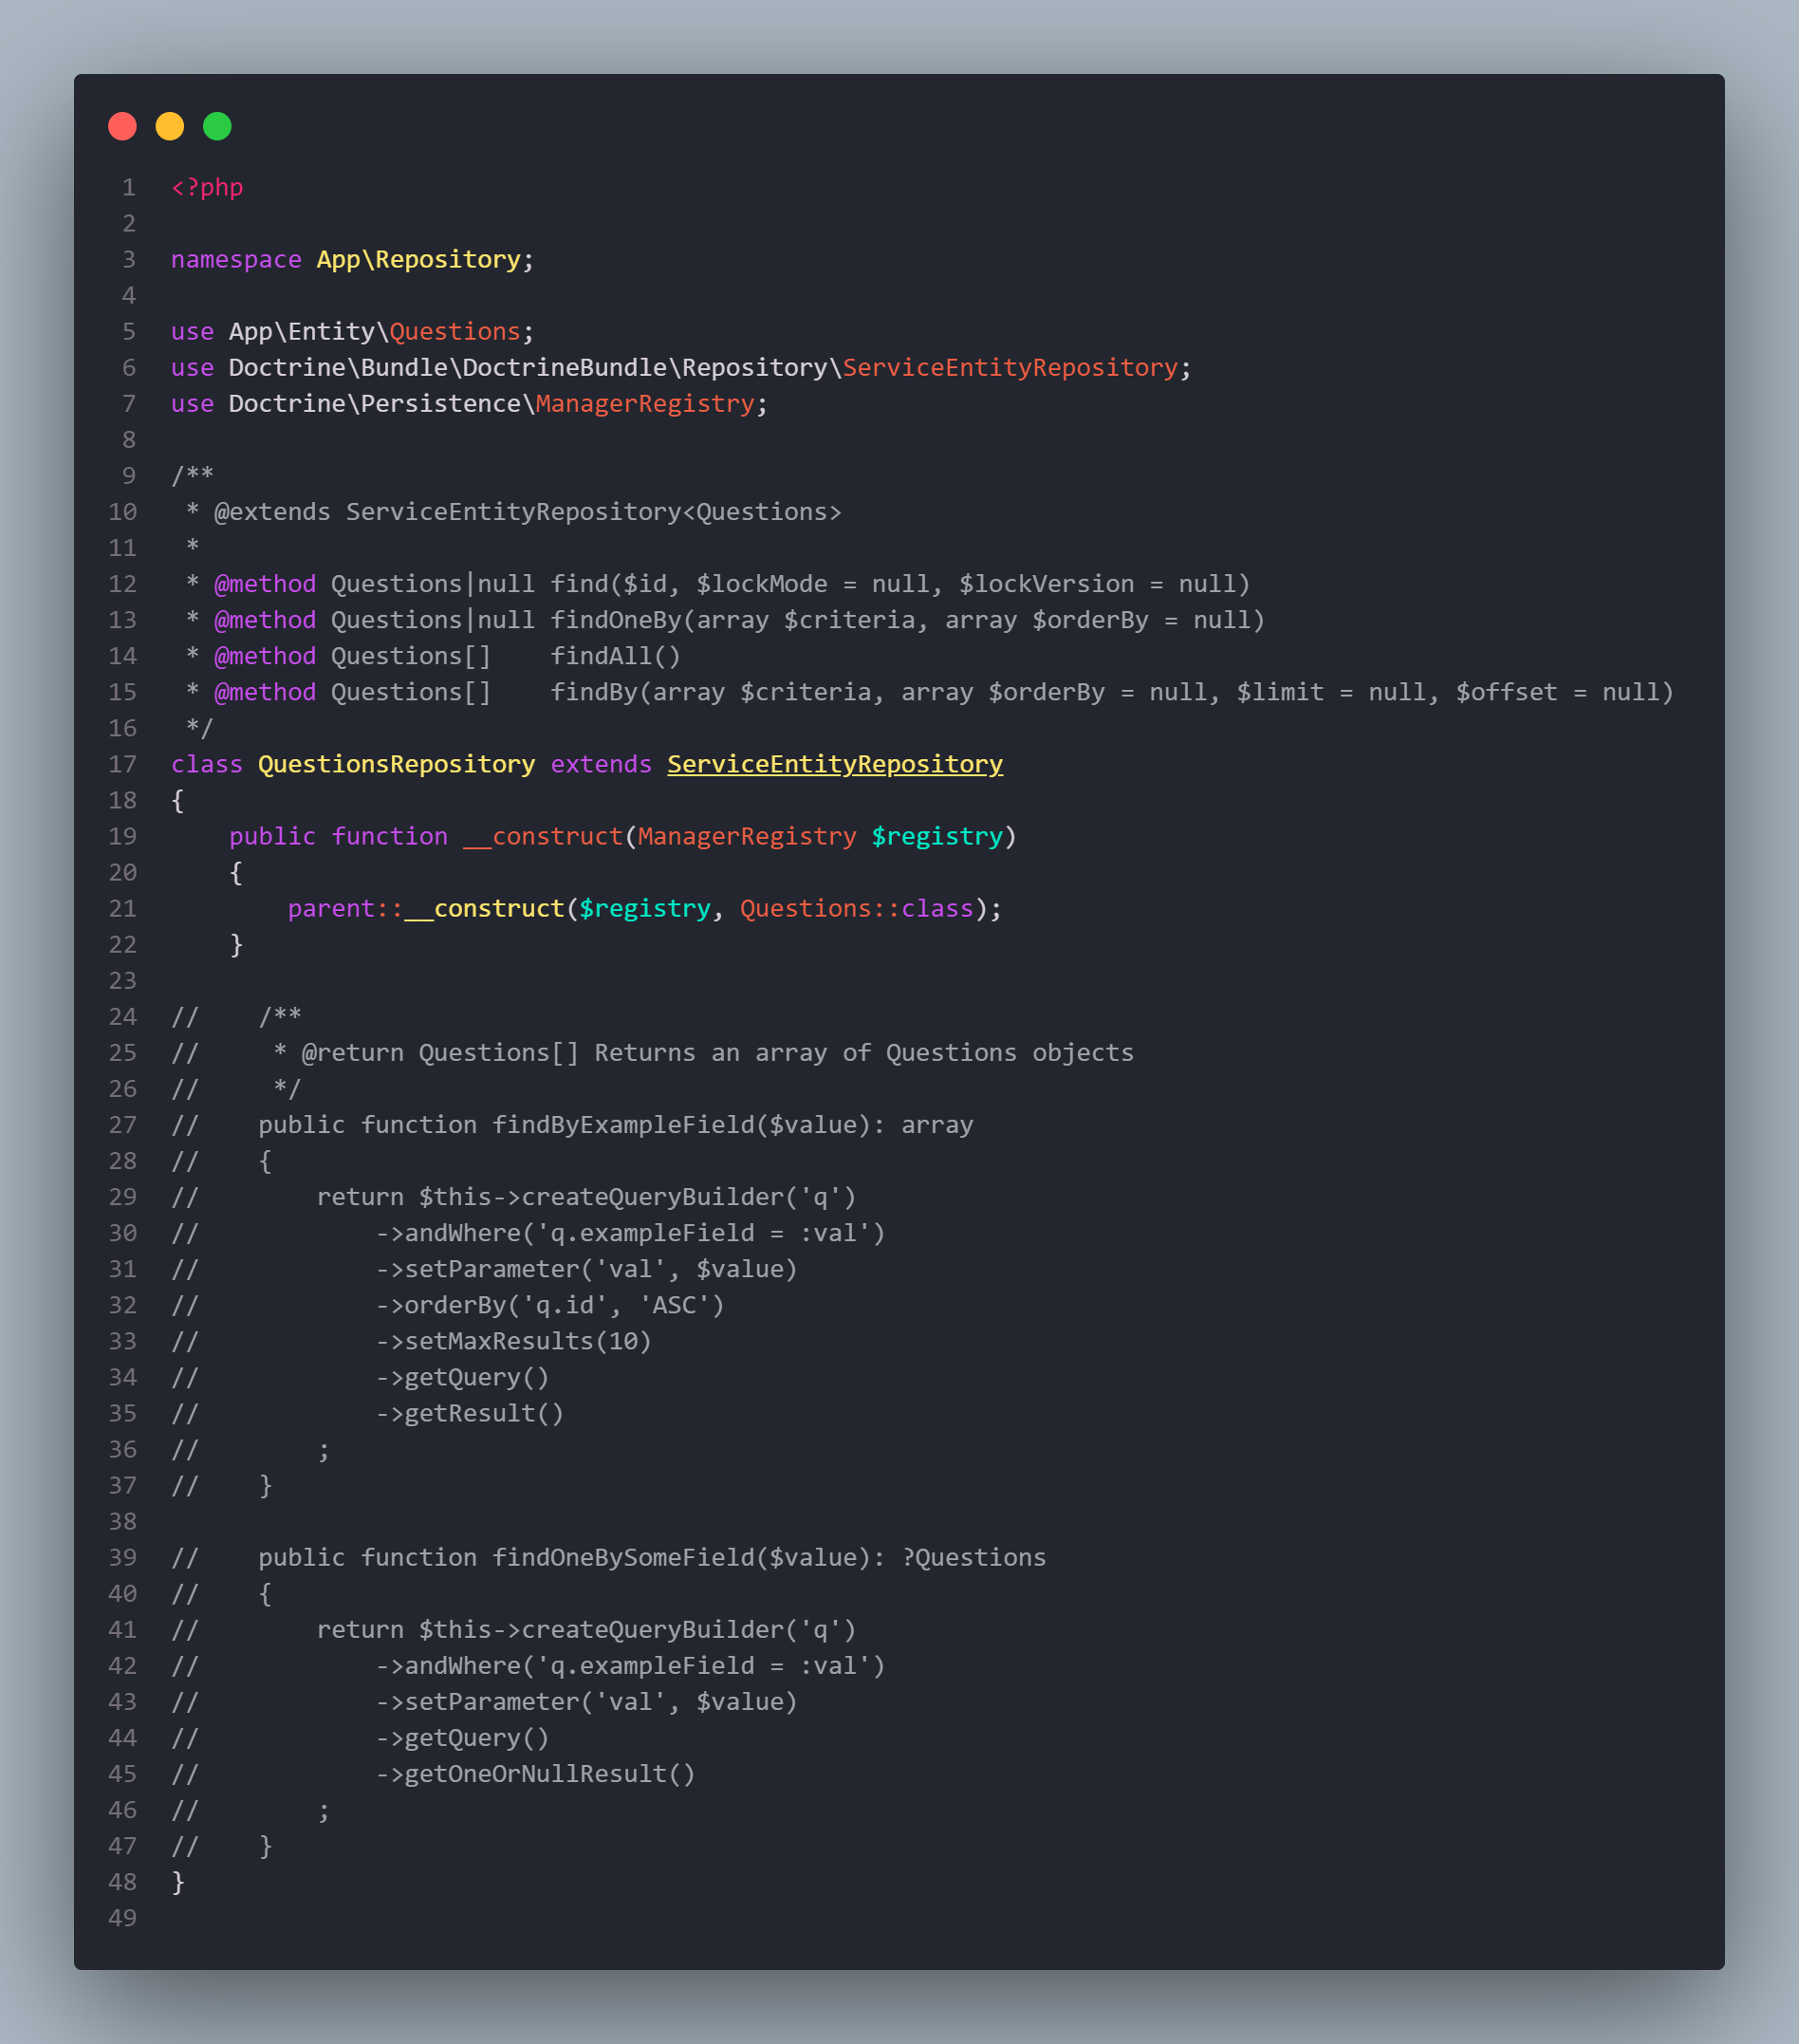 1 <?php
2
3 namespace App\Repository;
4
5 use App\Entity\Questions;
6 use Doctrine\Bundle\DoctrineBundle\Repository\ServiceEntityRepository;
7 use Doctrine\Persistence\ManagerRegistry;
8
9 /**
10  * @extends ServiceEntityRepository<Questions>
11  *
12  * @method Questions|null find($id, $lockMode = null, $lockVersion = null)
13  * @method Questions|null findOneBy(array $criteria, array $orderBy = null)
14  * @method Questions[]    findAll()
15  * @method Questions[]    findBy(array $criteria, array $orderBy = null, $limit = null, $offset = null)
16  */
17 class QuestionsRepository extends ServiceEntityRepository
18 {
19     public function __construct(ManagerRegistry $registry)
20     {
21         parent::__construct($registry, Questions::class);
22     }
23
24 //    /**
25 //     * @return Questions[] Returns an array of Questions objects
26 //     */
27 //    public function findByExampleField($value): array
28 //    {
29 //        return $this->createQueryBuilder('q')
30 //            ->andWhere('q.exampleField = :val')
31 //            ->setParameter('val', $value)
32 //            ->orderBy('q.id', 'ASC')
33 //            ->setMaxResults(10)
34 //            ->getQuery()
35 //            ->getResult()
36 //        ;
37 //    }
38
39 //    public function findOneBySomeField($value): ?Questions
40 //    {
41 //        return $this->createQueryBuilder('q')
42 //            ->andWhere('q.exampleField = :val')
43 //            ->setParameter('val', $value)
44 //            ->getQuery()
45 //            ->getOneOrNullResult()
46 //        ;
47 //    }
48 }
49